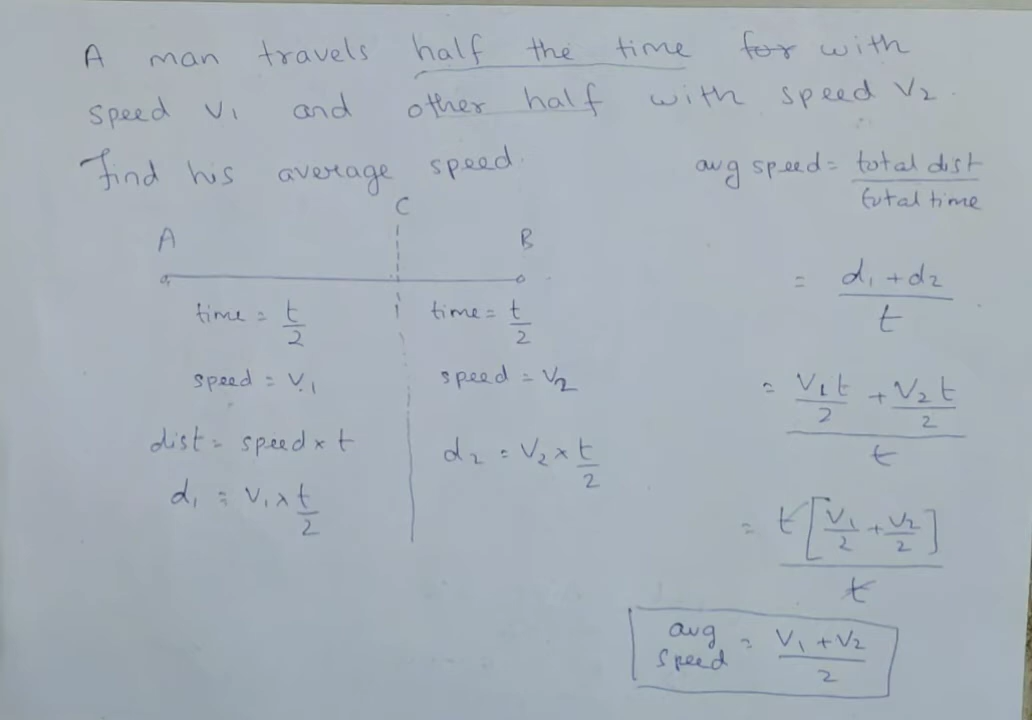 A man travels half the time for with
speed V₁ and other half with speed V₂.
Find his average speed.
avg speed = total dist / total time
C
A B
time = t/2 time = t/2
= d₁ + d₂ / t
speed = V₁ speed = V₂
= V₁t/2 + V₂t/2 / t
dist = speed × t
d₂ = V₂ × t/2
d₁ = V₁ × t/2
= t [V₁/2 + V₂/2] / t
avg speed = V₁ + V₂ / 2